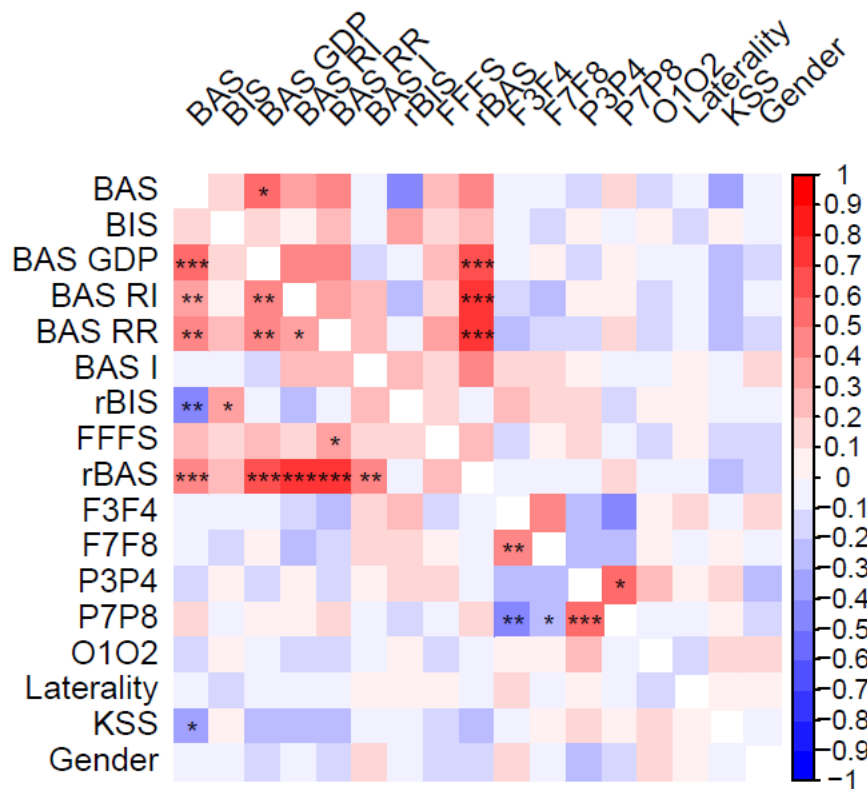 BAS BIS BAS GDP BAS RI BAS RR BAS I rBIS FFFS rBAS F3F4 F7F8 P3P4 P7P8 O1O2 Laterality KSS Gender
BAS *
BIS
BAS GDP *** ***
BAS RI ** ** ***
BAS RR ** ** * ***
BAS I
rBIS ** *
FFFS *
rBAS *** *** *** *** **
F3F4
F7F8 **
P3P4 *
P7P8 ** * ***
O1O2
Laterality
KSS *
Gender
1
0.9
0.8
0.7
0.6
0.5
0.4
0.3
0.2
0.1
0
−0.1
−0.2
−0.3
−0.4
−0.5
−0.6
−0.7
−0.8
−0.9
−1